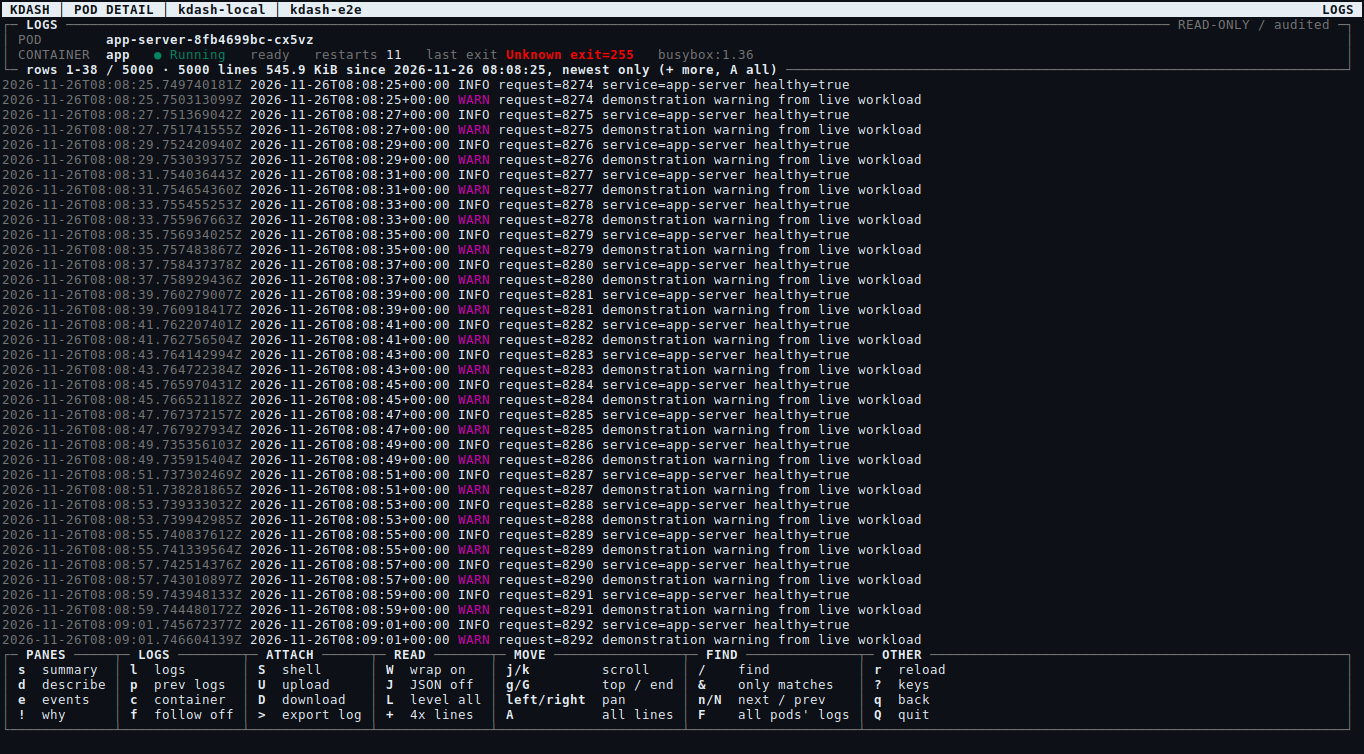 KDASH │ POD DETAIL │ kdash-local │ kdash-e2e LOGS
LOGS READ-ONLY / audited
POD app-server-8fb4699bc-cx5vz
CONTAINER app ● Running ready restarts 11 last exit Unknown exit=255 busybox:1.36
rows 1-38 / 5000 · 5000 lines 545.9 KiB since 2026-11-26 08:08:25, newest only (+ more, A all)
2026-11-26T08:08:25.749740181Z 2026-11-26T08:08:25+00:00 INFO request=8274 service=app-server healthy=true
2026-11-26T08:08:25.750313099Z 2026-11-26T08:08:25+00:00 WARN request=8274 demonstration warning from live workload
2026-11-26T08:08:27.751369042Z 2026-11-26T08:08:27+00:00 INFO request=8275 service=app-server healthy=true
2026-11-26T08:08:27.751741555Z 2026-11-26T08:08:27+00:00 WARN request=8275 demonstration warning from live workload
2026-11-26T08:08:29.752420940Z 2026-11-26T08:08:29+00:00 INFO request=8276 service=app-server healthy=true
2026-11-26T08:08:29.753039375Z 2026-11-26T08:08:29+00:00 WARN request=8276 demonstration warning from live workload
2026-11-26T08:08:31.754036443Z 2026-11-26T08:08:31+00:00 INFO request=8277 service=app-server healthy=true
2026-11-26T08:08:31.754654360Z 2026-11-26T08:08:31+00:00 WARN request=8277 demonstration warning from live workload
2026-11-26T08:08:33.755455253Z 2026-11-26T08:08:33+00:00 INFO request=8278 service=app-server healthy=true
2026-11-26T08:08:33.755967663Z 2026-11-26T08:08:33+00:00 WARN request=8278 demonstration warning from live workload
2026-11-26T08:08:35.756934025Z 2026-11-26T08:08:35+00:00 INFO request=8279 service=app-server healthy=true
2026-11-26T08:08:35.757483867Z 2026-11-26T08:08:35+00:00 WARN request=8279 demonstration warning from live workload
2026-11-26T08:08:37.758437378Z 2026-11-26T08:08:37+00:00 INFO request=8280 service=app-server healthy=true
2026-11-26T08:08:37.758929436Z 2026-11-26T08:08:37+00:00 WARN request=8280 demonstration warning from live workload
2026-11-26T08:08:39.760279007Z 2026-11-26T08:08:39+00:00 INFO request=8281 service=app-server healthy=true
2026-11-26T08:08:39.760918417Z 2026-11-26T08:08:39+00:00 WARN request=8281 demonstration warning from live workload
2026-11-26T08:08:41.762207401Z 2026-11-26T08:08:41+00:00 INFO request=8282 service=app-server healthy=true
2026-11-26T08:08:41.762756504Z 2026-11-26T08:08:41+00:00 WARN request=8282 demonstration warning from live workload
2026-11-26T08:08:43.764142994Z 2026-11-26T08:08:43+00:00 INFO request=8283 service=app-server healthy=true
2026-11-26T08:08:43.764722384Z 2026-11-26T08:08:43+00:00 WARN request=8283 demonstration warning from live workload
2026-11-26T08:08:45.765970431Z 2026-11-26T08:08:45+00:00 INFO request=8284 service=app-server healthy=true
2026-11-26T08:08:45.766521182Z 2026-11-26T08:08:45+00:00 WARN request=8284 demonstration warning from live workload
2026-11-26T08:08:47.767372157Z 2026-11-26T08:08:47+00:00 INFO request=8285 service=app-server healthy=true
2026-11-26T08:08:47.767927934Z 2026-11-26T08:08:47+00:00 WARN request=8285 demonstration warning from live workload
2026-11-26T08:08:49.735356103Z 2026-11-26T08:08:49+00:00 INFO request=8286 service=app-server healthy=true
2026-11-26T08:08:49.735915404Z 2026-11-26T08:08:49+00:00 WARN request=8286 demonstration warning from live workload
2026-11-26T08:08:51.737302469Z 2026-11-26T08:08:51+00:00 INFO request=8287 service=app-server healthy=true
2026-11-26T08:08:51.738281865Z 2026-11-26T08:08:51+00:00 WARN request=8287 demonstration warning from live workload
2026-11-26T08:08:53.739333032Z 2026-11-26T08:08:53+00:00 INFO request=8288 service=app-server healthy=true
2026-11-26T08:08:53.739942985Z 2026-11-26T08:08:53+00:00 WARN request=8288 demonstration warning from live workload
2026-11-26T08:08:55.740837612Z 2026-11-26T08:08:55+00:00 INFO request=8289 service=app-server healthy=true
2026-11-26T08:08:55.741339564Z 2026-11-26T08:08:55+00:00 WARN request=8289 demonstration warning from live workload
2026-11-26T08:08:57.742514376Z 2026-11-26T08:08:57+00:00 INFO request=8290 service=app-server healthy=true
2026-11-26T08:08:57.743010897Z 2026-11-26T08:08:57+00:00 WARN request=8290 demonstration warning from live workload
2026-11-26T08:08:59.743948133Z 2026-11-26T08:08:59+00:00 INFO request=8291 service=app-server healthy=true
2026-11-26T08:08:59.744480172Z 2026-11-26T08:08:59+00:00 WARN request=8291 demonstration warning from live workload
2026-11-26T08:09:01.745672377Z 2026-11-26T08:09:01+00:00 INFO request=8292 service=app-server healthy=true
2026-11-26T08:09:01.746604139Z 2026-11-26T08:09:01+00:00 WARN request=8292 demonstration warning from live workload
PANES LOGS ATTACH READ MOVE FIND OTHER
s summary l logs S shell W wrap on j/k scroll / find r reload
d describe p prev logs U upload J JSON off g/G top / end & only matches ? keys
e events c container D download L level all left/right pan n/N next / prev q back
! why f follow off > export log + 4x lines A all lines F all pods' logs Q quit